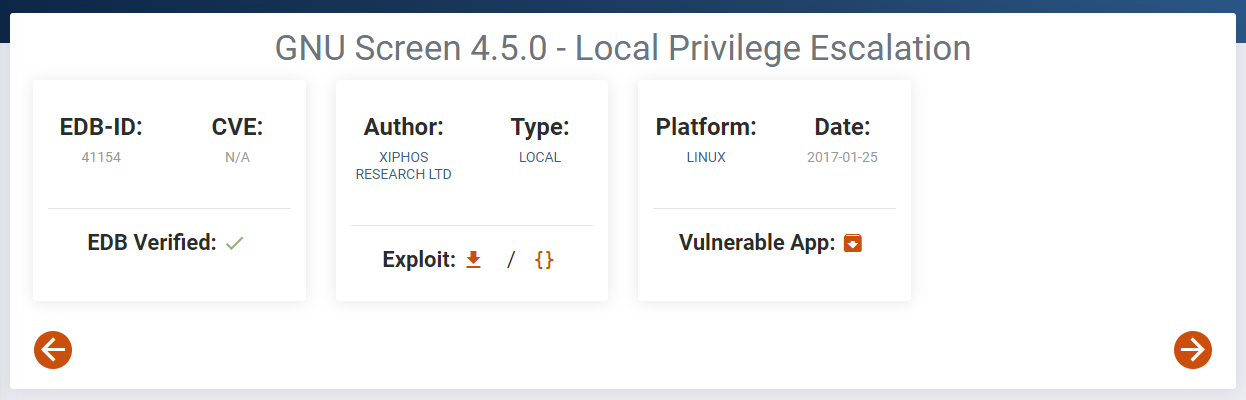 GNU Screen 4.5.0 - Local Privilege Escalation
EDB-ID:
41154
CVE:
N/A
EDB Verified:
Author:
XIPHOS
RESEARCH LTD
Type:
LOCAL
Exploit: / {}
Platform:
LINUX
Date:
2017-01-25
Vulnerable App: